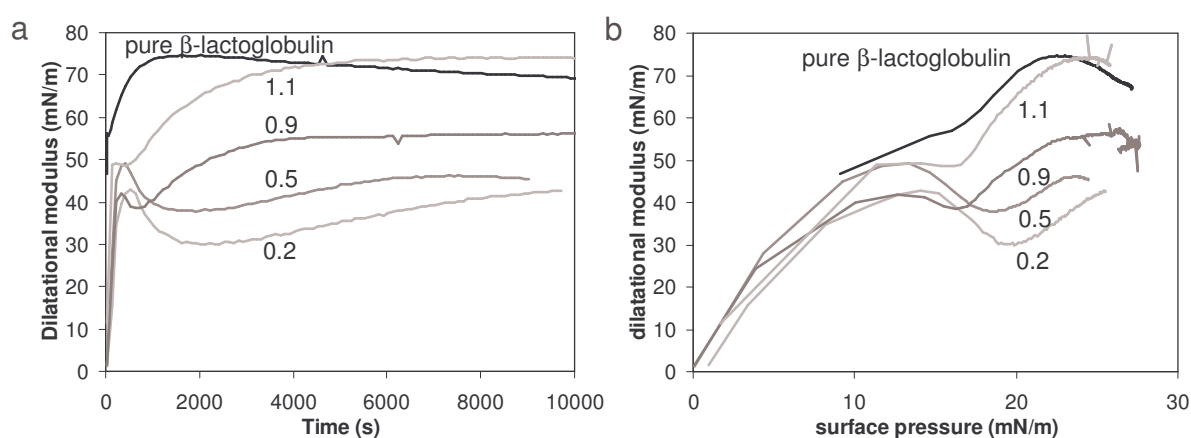 a
80
70
60
50
40
30
20
10
0
Dilatational modulus (mN/m)
pure β-lactoglobulin
1.1
0.9
0.5
0.2
0 2000 4000 6000 8000 10000
Time (s)
b
80
70
60
50
40
30
20
10
0
dilatational modulus (mN/m)
pure β-lactoglobulin
1.1
0.9
0.5
0.2
0 10 20 30
surface pressure (mN/m)